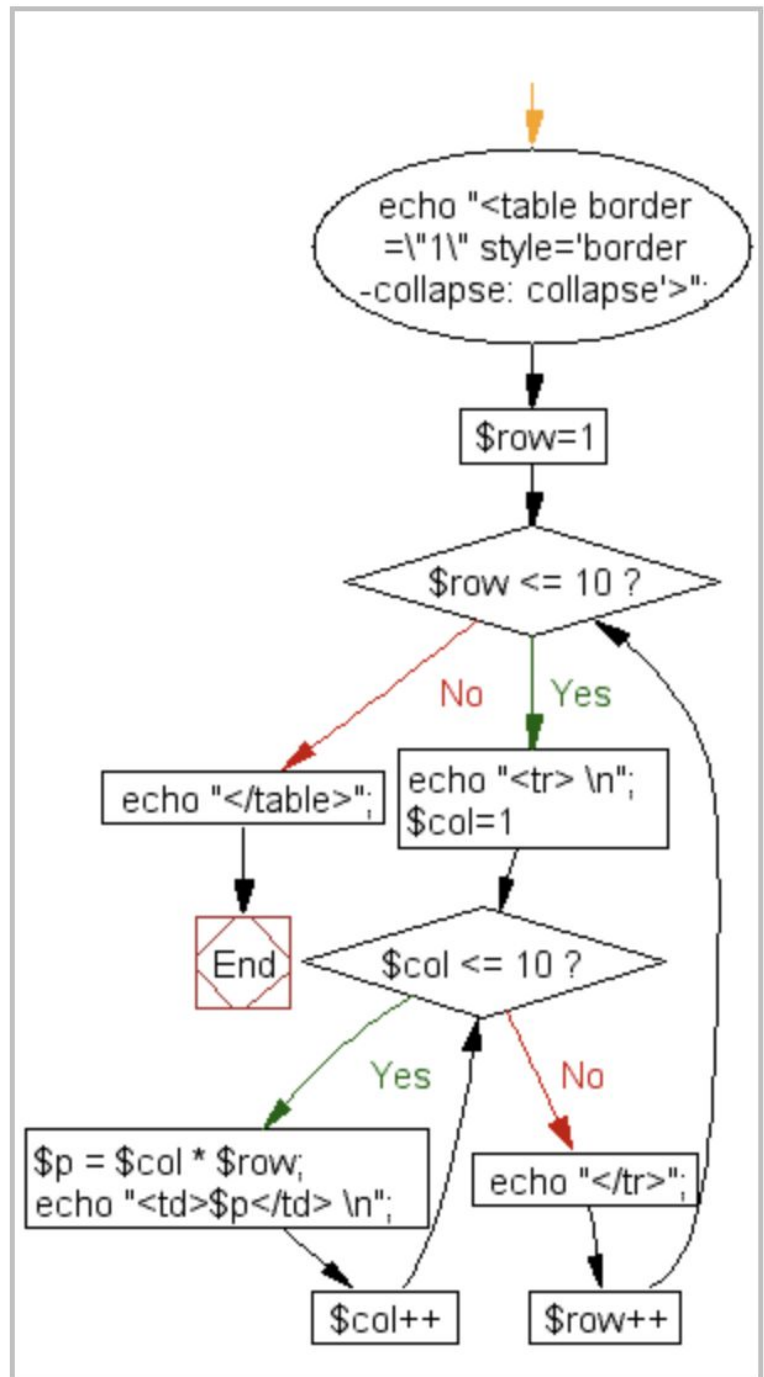 echo "<table border
=\"1\" style='border
-collapse: collapse'>";
$row=1
$row <= 10 ?
No
Yes
echo "</table>";
echo "<tr> \n";
$col=1
End
$col <= 10 ?
Yes
No
$p = $col * $row;
echo "<td>$p</td> \n";
echo "</tr>";
$col++
$row++